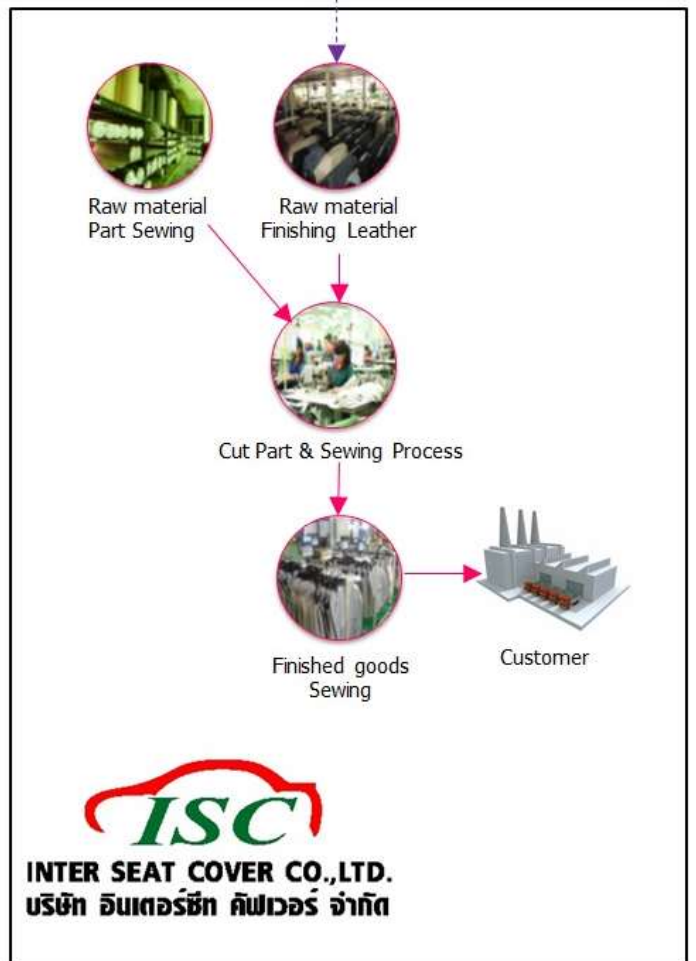 Raw material
Part Sewing
Raw material
Finishing Leather
Cut Part & Sewing Process
Finished goods
Sewing
Customer
ISC
INTER SEAT COVER CO.,LTD.
บริษัท อินเตอร์ซีท คัฟเวอร์ จำกัด